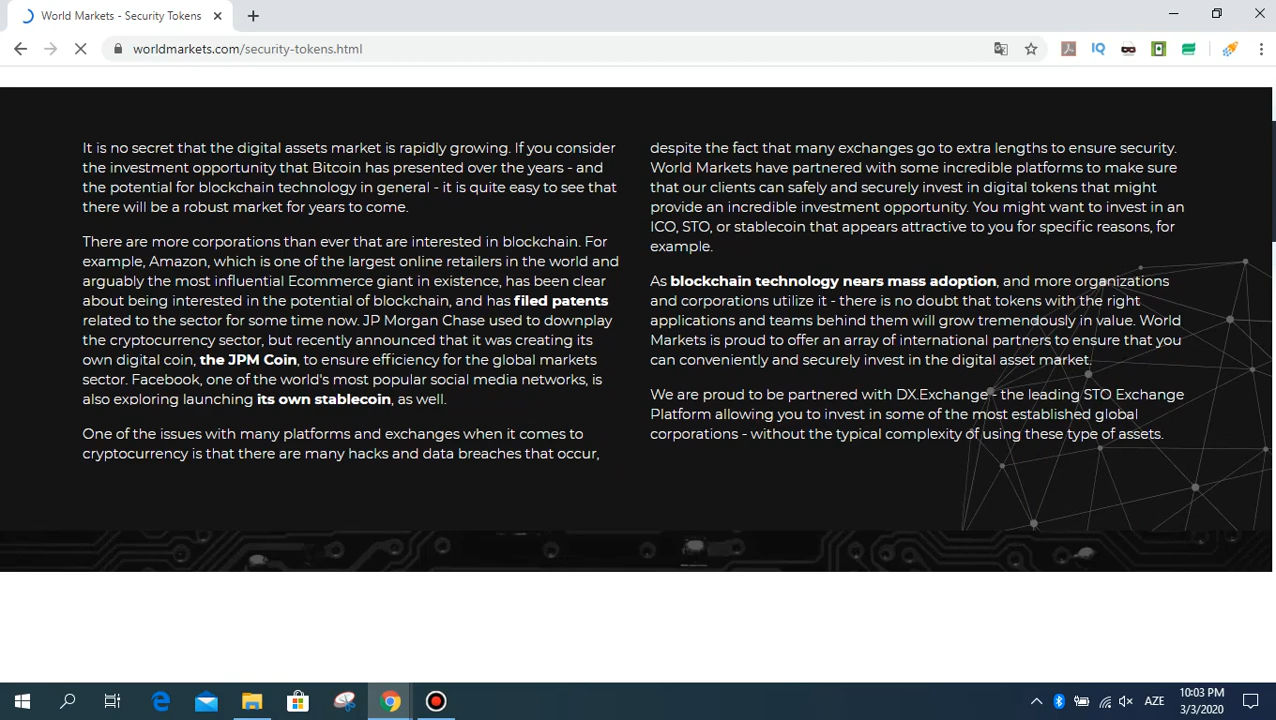 World Markets - Security Tokens
worldmarkets.com/security-tokens.html
IQ
It is no secret that the digital assets market is rapidly growing. If you consider
the investment opportunity that Bitcoin has presented over the years - and
the potential for blockchain technology in general - it is quite easy to see that
there will be a robust market for years to come.
There are more corporations than ever that are interested in blockchain. For
example, Amazon, which is one of the largest online retailers in the world and
arguably the most influential Ecommerce giant in existence, has been clear
about being interested in the potential of blockchain, and has filed patents
related to the sector for some time now. JP Morgan Chase used to downplay
the cryptocurrency sector, but recently announced that it was creating its
own digital coin, the JPM Coin, to ensure efficiency for the global markets
sector. Facebook, one of the world's most popular social media networks, is
also exploring launching its own stablecoin, as well.
One of the issues with many platforms and exchanges when it comes to
cryptocurrency is that there are many hacks and data breaches that occur,
despite the fact that many exchanges go to extra lengths to ensure security.
World Markets have partnered with some incredible platforms to make sure
that our clients can safely and securely invest in digital tokens that might
provide an incredible investment opportunity. You might want to invest in an
ICO, STO, or stablecoin that appears attractive to you for specific reasons, for
example.
As blockchain technology nears mass adoption, and more organizations
and corporations utilize it - there is no doubt that tokens with the right
applications and teams behind them will grow tremendously in value. World
Markets is proud to offer an array of international partners to ensure that you
can conveniently and securely invest in the digital asset market.
We are proud to be partnered with DX.Exchange - the leading STO Exchange
Platform allowing you to invest in some of the most established global
corporations - without the typical complexity of using these type of assets.
AZE
10:03 PM
3/3/2020